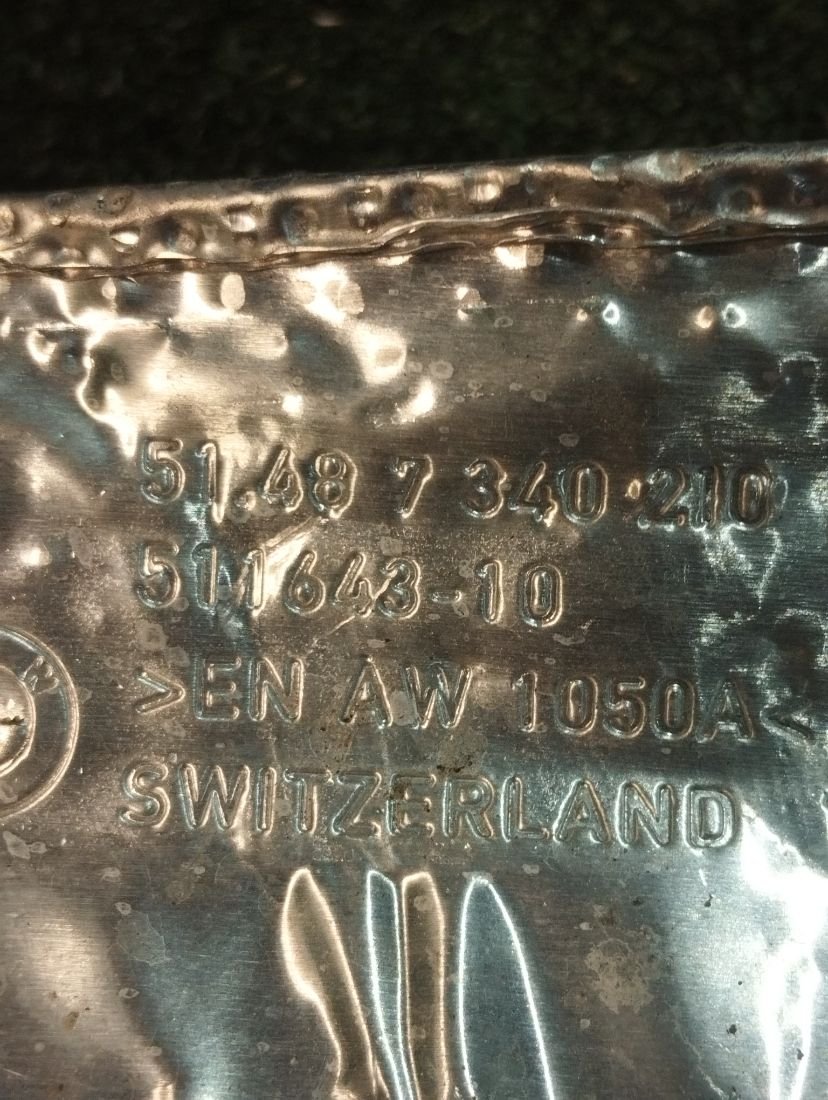 51.48 7 340 210
511643-10
>EN AW 1050A<
SWITZERLAND